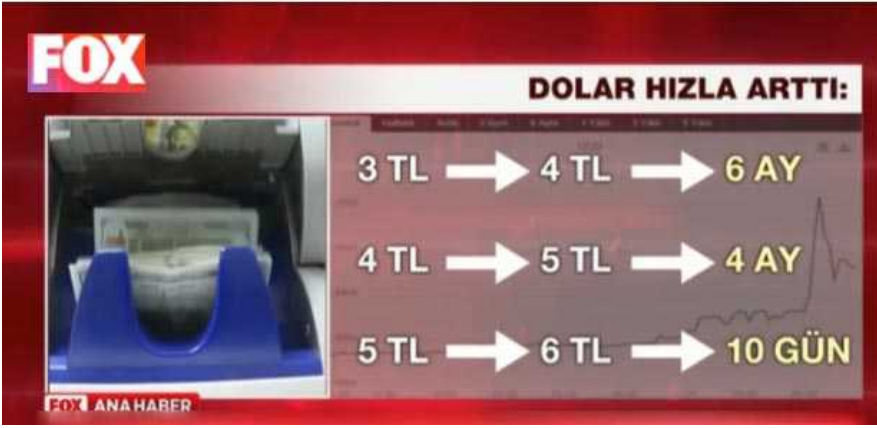 FOX
DOLAR HIZLA ARTTI:
3 TL → 4 TL → 6 AY
4 TL → 5 TL → 4 AY
5 TL → 6 TL → 10 GÜN
FOX ANA HABER